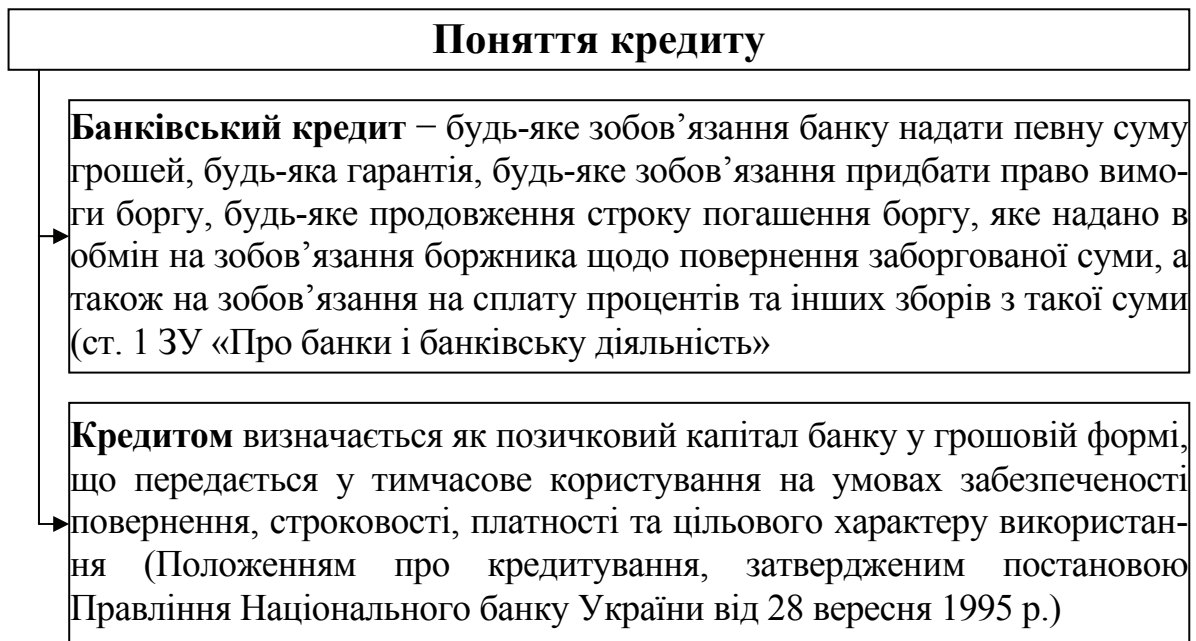 Поняття кредиту
Банківський кредит − будь-яке зобов’язання банку надати певну суму
грошей, будь-яка гарантія, будь-яке зобов’язання придбати право вимо-
ги боргу, будь-яке продовження строку погашення боргу, яке надано в
обмін на зобов’язання боржника щодо повернення заборгованої суми, а
також на зобов’язання на сплату процентів та інших зборів з такої суми
(ст. 1 ЗУ «Про банки і банківську діяльність»
Кредитом визначається як позичковий капітал банку у грошовій формі,
що передається у тимчасове користування на умовах забезпеченості
повернення, строковості, платності та цільового характеру використан-
ня (Положенням про кредитування, затвердженим постановою
Правління Національного банку України від 28 вересня 1995 р.)